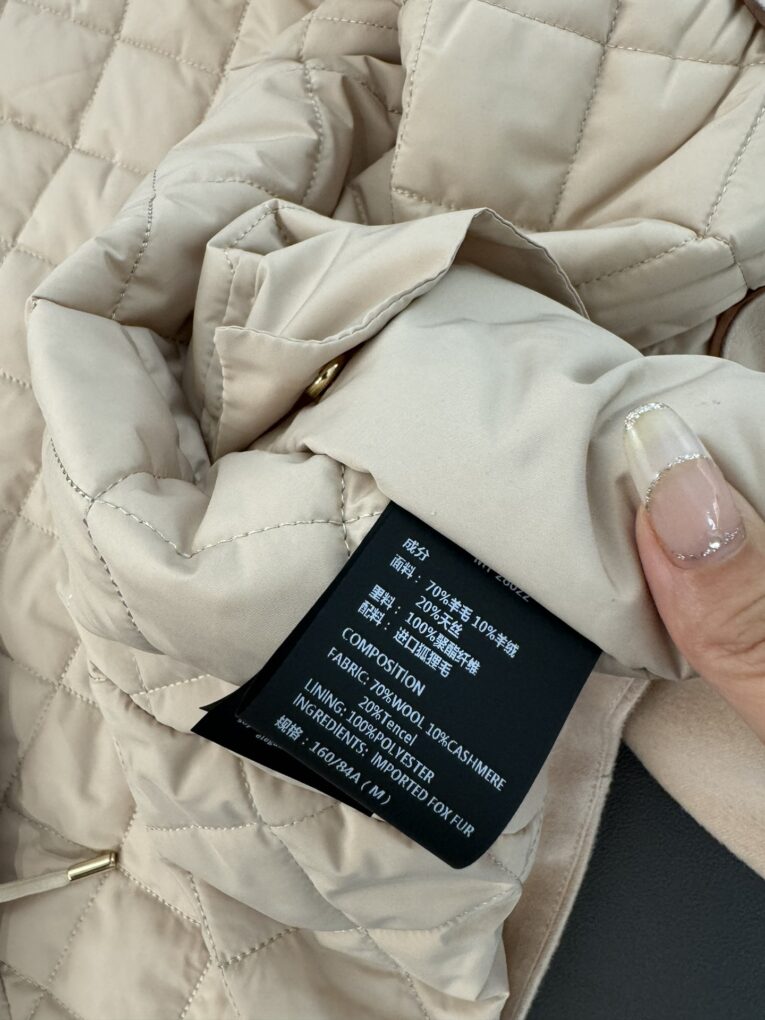 成分
面料：70%羊毛 10%羊绒
20%天丝
里料：100%聚酯纤维
配料：进口狐狸毛
COMPOSITION
FABRIC: 70%WOOL 10%CASHMERE
20%Tencel
LINING: 100%POLYESTER
INGREDIENTS: IMPORTED FOX FUR
规格：160/84A（M）